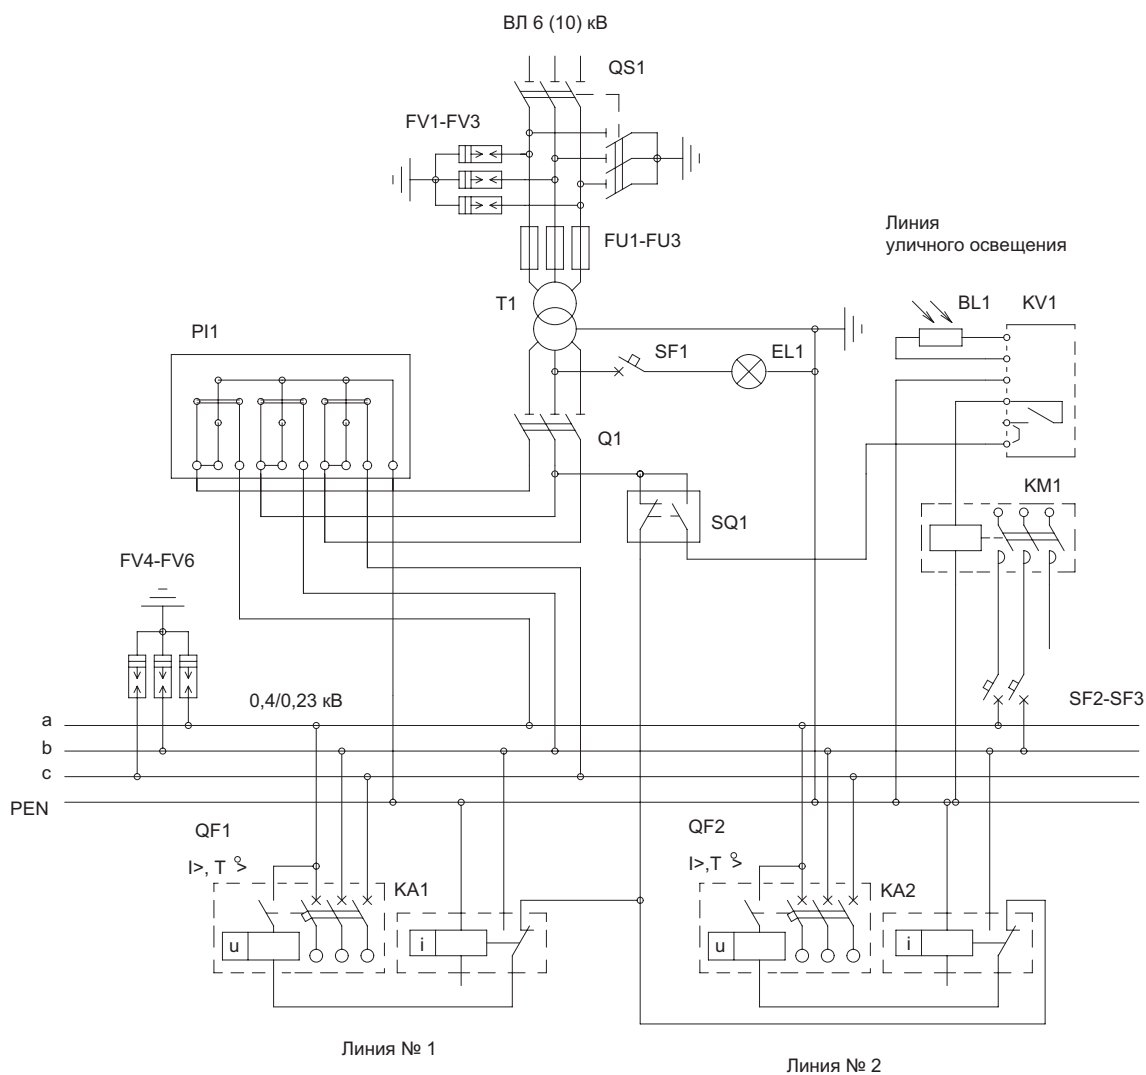 ВЛ 6 (10) кВ
QS1
FV1-FV3
FU1-FU3
Линия
уличного освещения
T1
BL1
KV1
PI1
SF1
EL1
Q1
KM1
SQ1
FV4-FV6
0,4/0,23 кВ
SF2-SF3
a
b
c
PEN
QF1
QF2
I>, T °>
I>,T °>
KA1
KA2
u
i
u
i
Линия № 1
Линия № 2